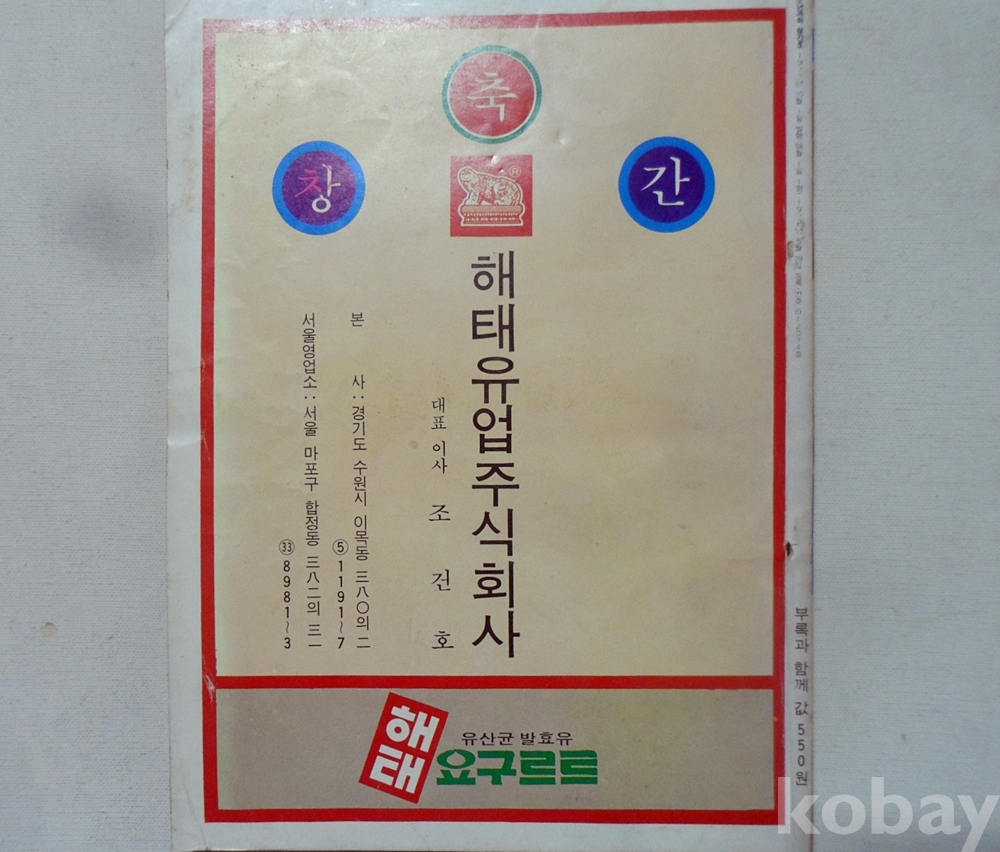 축
창 간
®
해태유업주식회사
대표 이사 조건호
본 사: 경기도 수원시 이목동 三八〇의 二
⑤1191~7
서울영업소: 서울 마포구 합정동 三八二의 三一
㉝8981~3
해태
유산균 발효유
요구르트
부록과 함께 값 550원
kobay